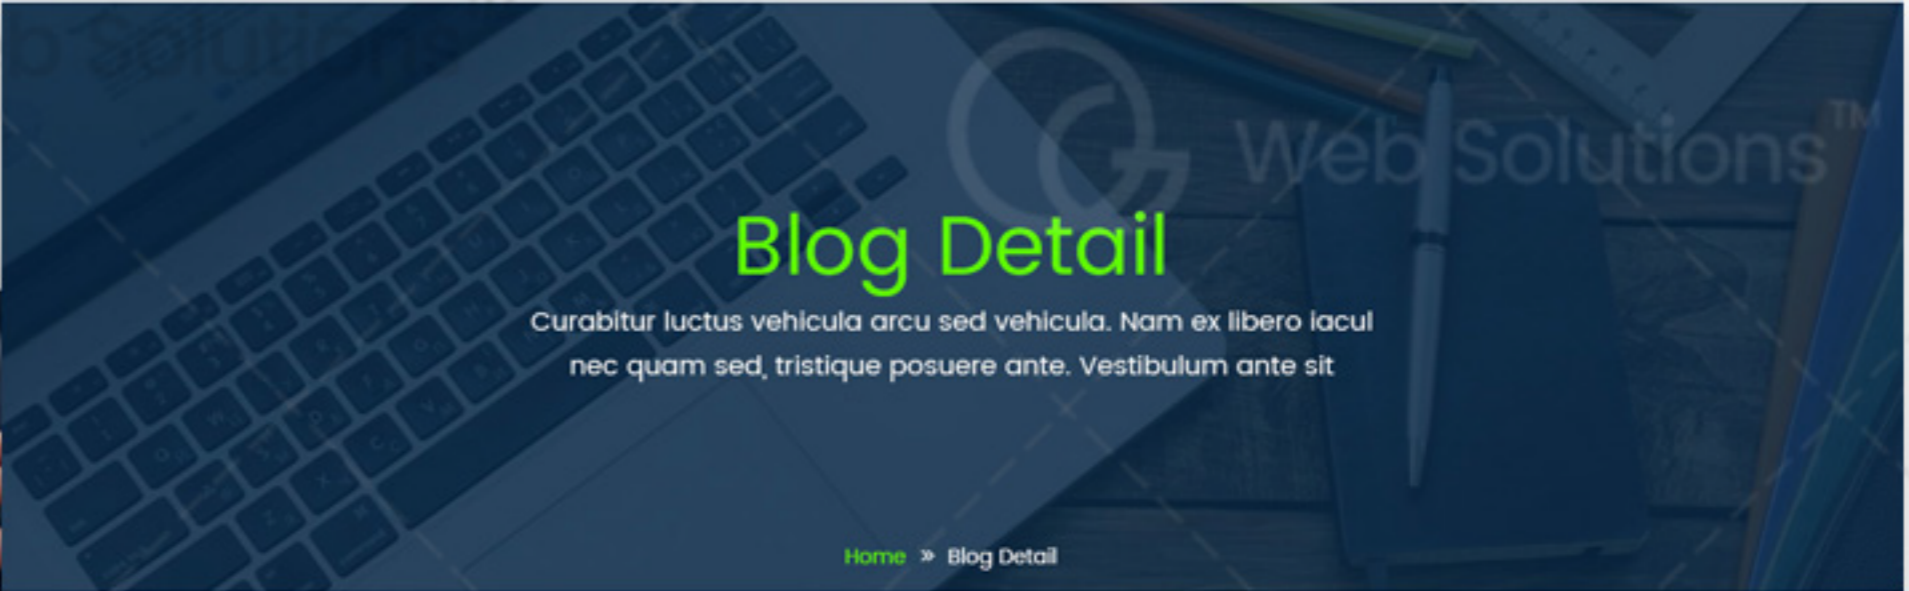 b Solutions
Web Solutions™
Blog Detail
Curabitur luctus vehicula arcu sed vehicula. Nam ex libero iacul
nec quam sed, tristique posuere ante. Vestibulum ante sit
Home » Blog Detail